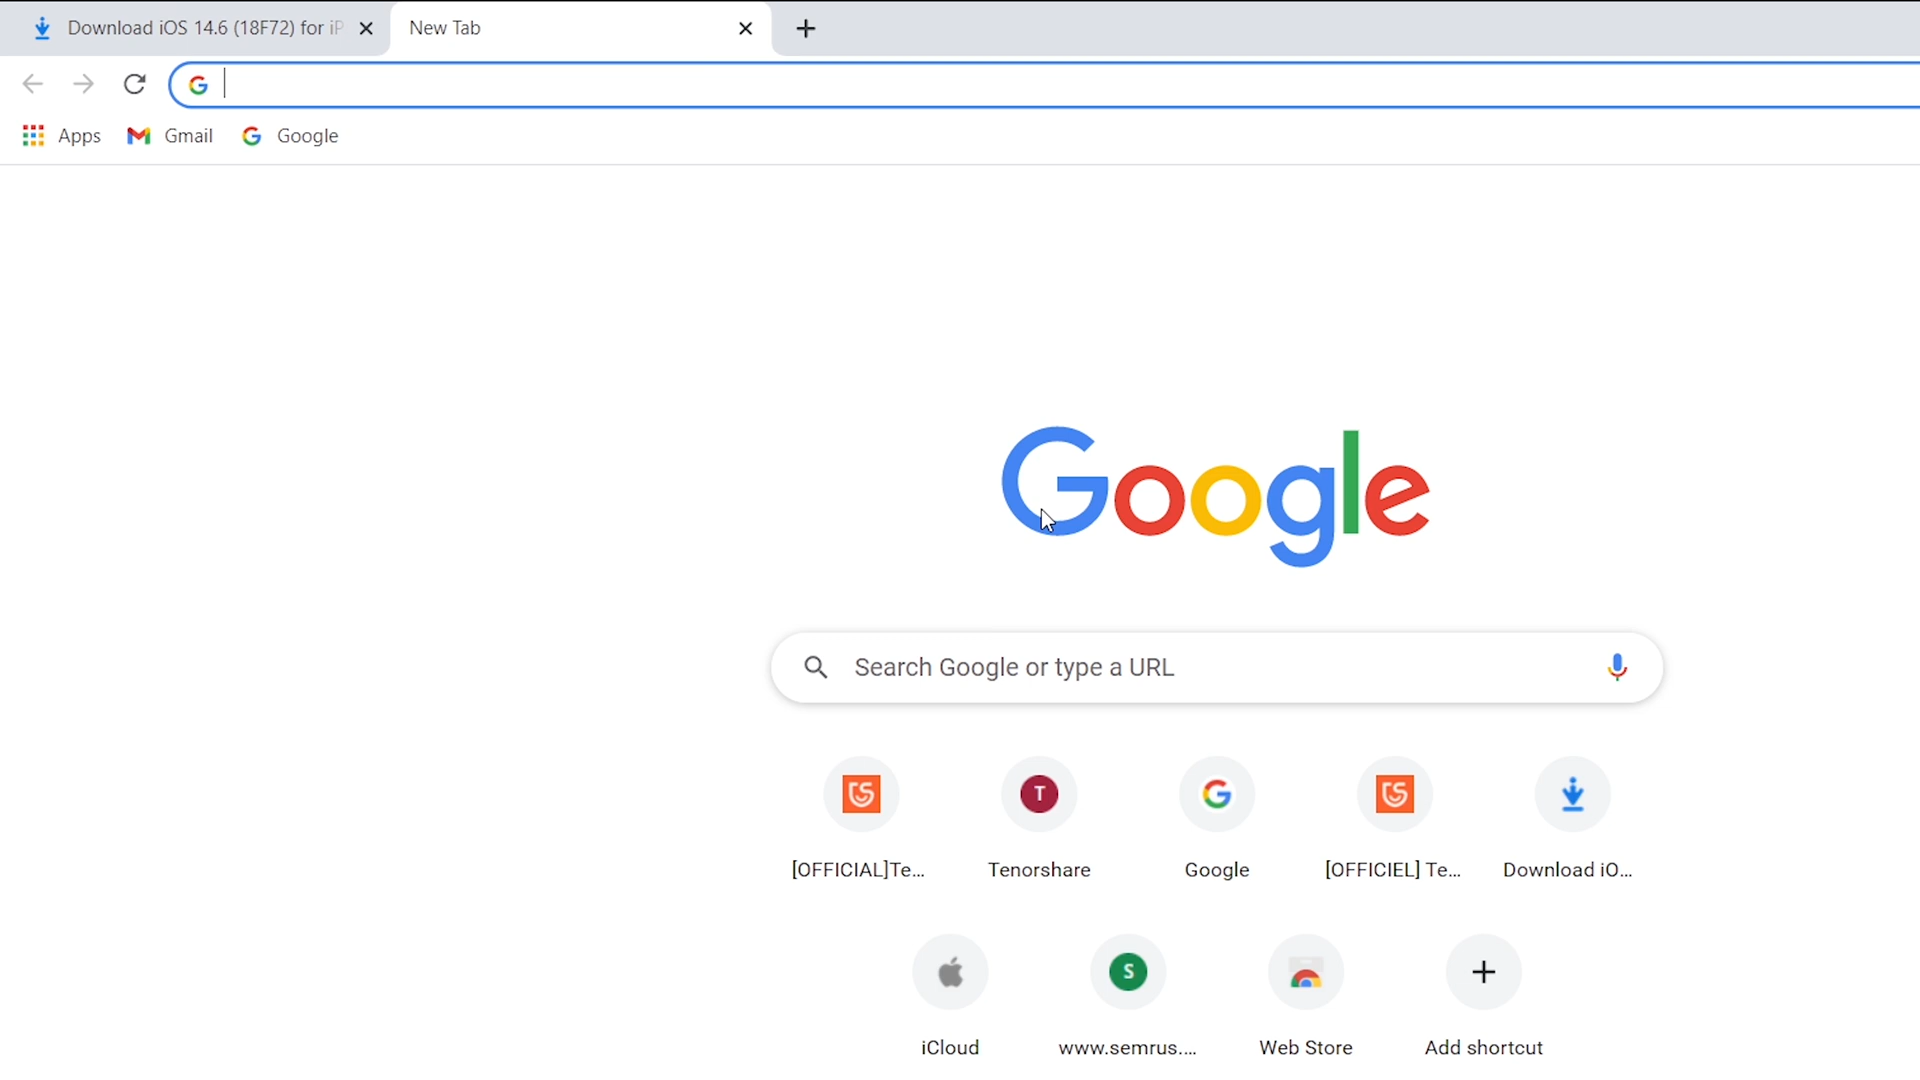 Download iOS 14.6 (18F72) for iP
New Tab
Apps
Gmail
Google
Google
Search Google or type a URL
T
[OFFICIAL]Te...
Tenorshare
Google
[OFFICIEL] Te...
Download iO...
S
iCloud
www.semrus....
Web Store
Add shortcut